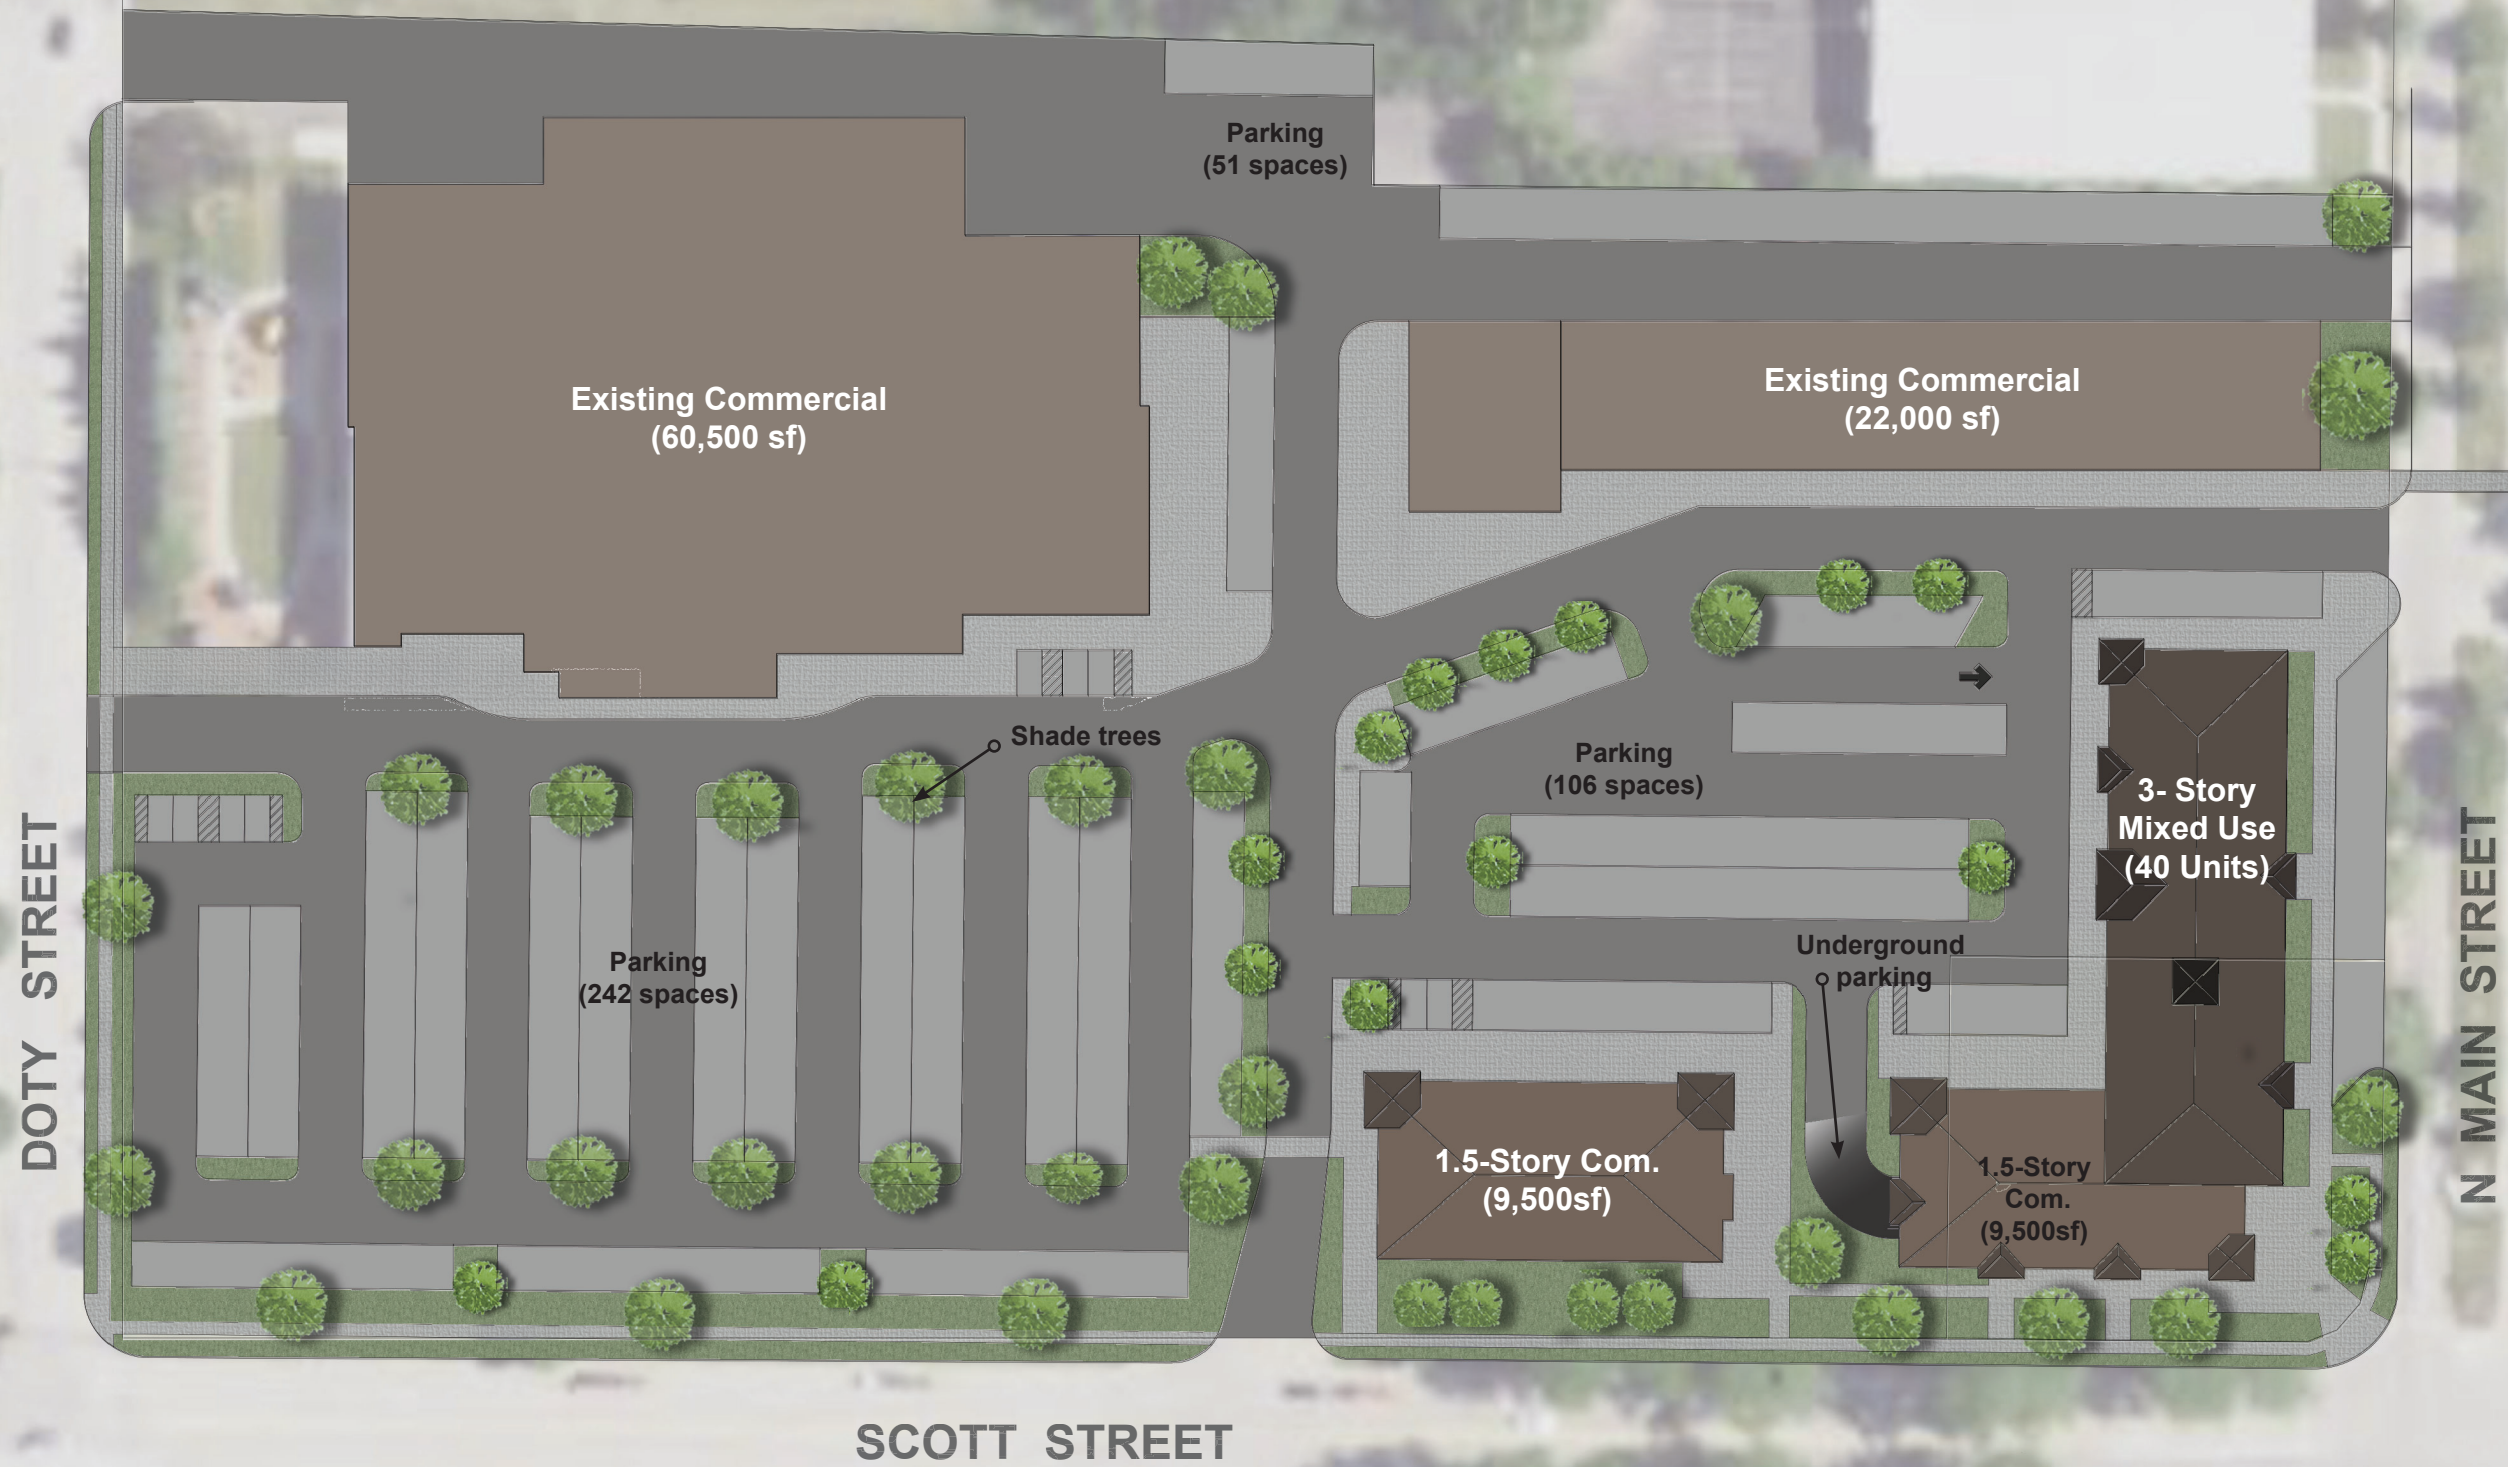 Parking
(51 spaces)
Existing Commercial
(60,500 sf)
Existing Commercial
(22,000 sf)
Shade trees
Parking
(106 spaces)
3- Story
Mixed Use
(40 Units)
Parking
(242 spaces)
Underground
parking
1.5-Story Com.
(9,500sf)
1.5-Story
Com.
(9,500sf)
DOTY STREET
N MAIN STREET
SCOTT STREET